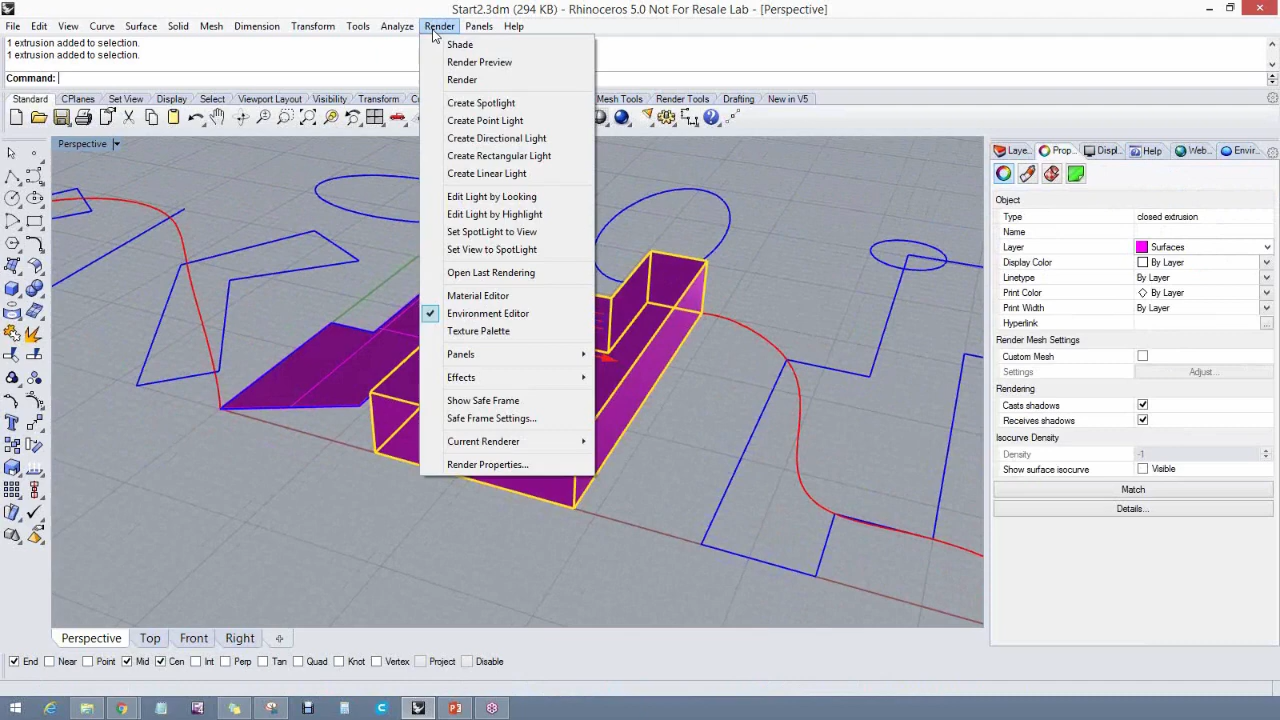 Start2.3dm (294 KB) - Rhinoceros 5.0 Not For Resale Lab - [Perspective]
File Edit View Curve Surface Solid Mesh Dimension Transform Tools Analyze Render Panels Help
1 extrusion added to selection.
1 extrusion added to selection.
Command:
Standard CPlanes Set View Display Select Viewport Layout Visibility Transform Mesh Tools Render Tools Drafting New in V5
Perspective
Shade
Render Preview
Render
Create Spotlight
Create Point Light
Create Directional Light
Create Rectangular Light
Create Linear Light
Edit Light by Looking
Edit Light by Highlight
Set SpotLight to View
Set View to SpotLight
Open Last Rendering
Material Editor
Environment Editor
Texture Palette
Panels
Effects
Show Safe Frame
Safe Frame Settings...
Current Renderer
Render Properties...
Laye... Prop... Displ... Help Web... Envir...
Object
Type closed extrusion
Name
Layer Surfaces
Display Color By Layer
Linetype By Layer
Print Color By Layer
Print Width By Layer
Hyperlink ...
Render Mesh Settings
Custom Mesh
Settings Adjust...
Rendering
Casts shadows
Receives shadows
Isocurve Density
Density -1
Show surface isocurve Visible
Match
Details...
Perspective Top Front Right
End Near Point Mid Cen Int Perp Tan Quad Knot Vertex Project Disable